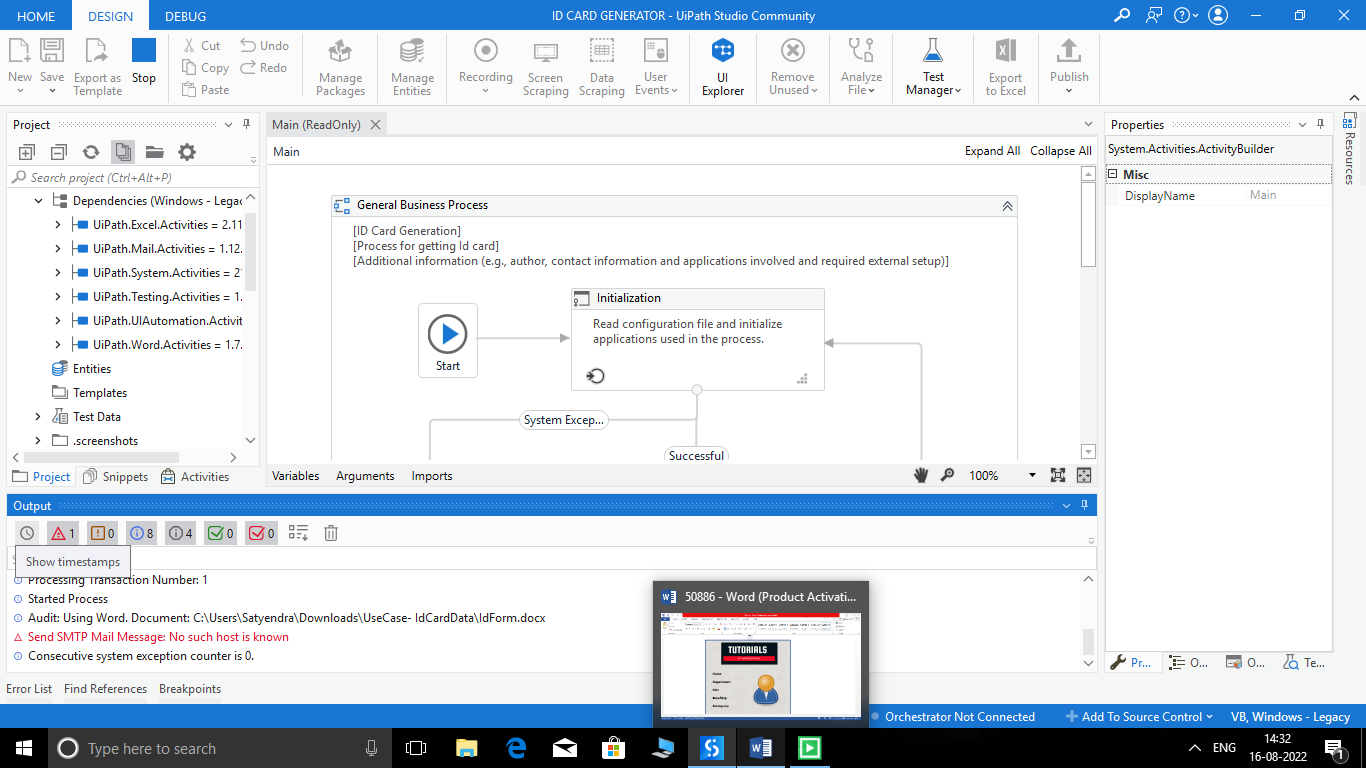 HOME DESIGN DEBUG ID CARD GENERATOR - UiPath Studio Community
New Save Export as Template Stop
Cut Undo
Copy Redo
Paste
Manage Packages
Manage Entities
Recording
Screen Scraping
Data Scraping
User Events
UI Explorer
Remove Unused
Analyze File
Test Manager
Export to Excel
Publish
Project
Search project (Ctrl+Alt+P)
Dependencies (Windows - Legac
UiPath.Excel.Activities = 2.11
UiPath.Mail.Activities = 1.12.
UiPath.System.Activities = 2
UiPath.Testing.Activities = 1.
UiPath.UIAutomation.Activit
UiPath.Word.Activities = 1.7.
Entities
Templates
Test Data
.screenshots
Project Snippets Activities
Main (ReadOnly)
Main Expand All Collapse All
General Business Process
[ID Card Generation]
[Process for getting Id card]
[Additional information (e.g., author, contact information and applications involved and required external setup)]
Start
Initialization
Read configuration file and initialize
applications used in the process.
System Excep...
Successful
Variables Arguments Imports 100%
Properties
System.Activities.ActivityBuilder
Misc
DisplayName Main
Resources
Pr... O... O... Te...
Output
1 0 8 4 0 0
Show timestamps
Processing Transaction Number: 1
Started Process
Audit: Using Word. Document: C:\Users\Satyendra\Downloads\UseCase- IdCardData\IdForm.docx
Send SMTP Mail Message: No such host is known
Consecutive system exception counter is 0.
Error List Find References Breakpoints
50886 - Word (Product Activati...
TUTORIALS
Orchestrator Not Connected Add To Source Control VB, Windows - Legacy
Type here to search
ENG 14:32
16-08-2022
1